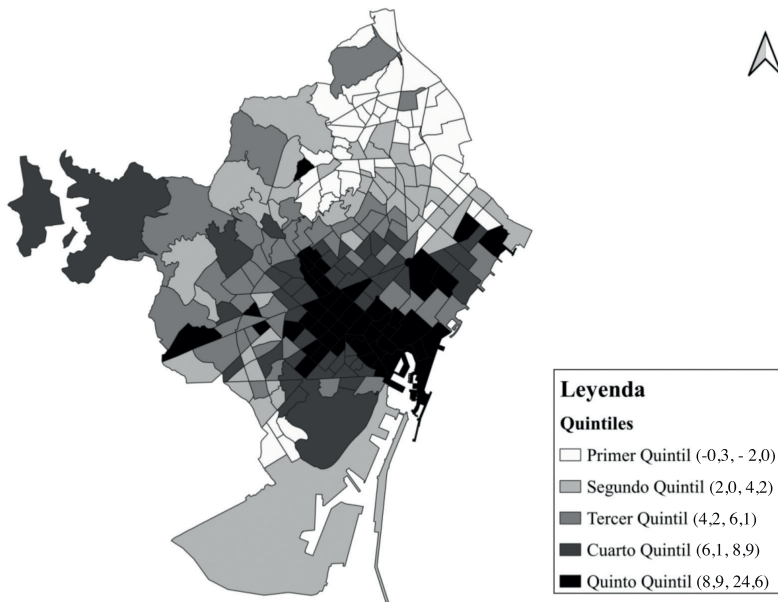 Leyenda
Quintiles
Primer Quintil (-0,3, - 2,0)
Segundo Quintil (2,0, 4,2)
Tercer Quintil (4,2, 6,1)
Cuarto Quintil (6,1, 8,9)
Quinto Quintil (8,9, 24,6)